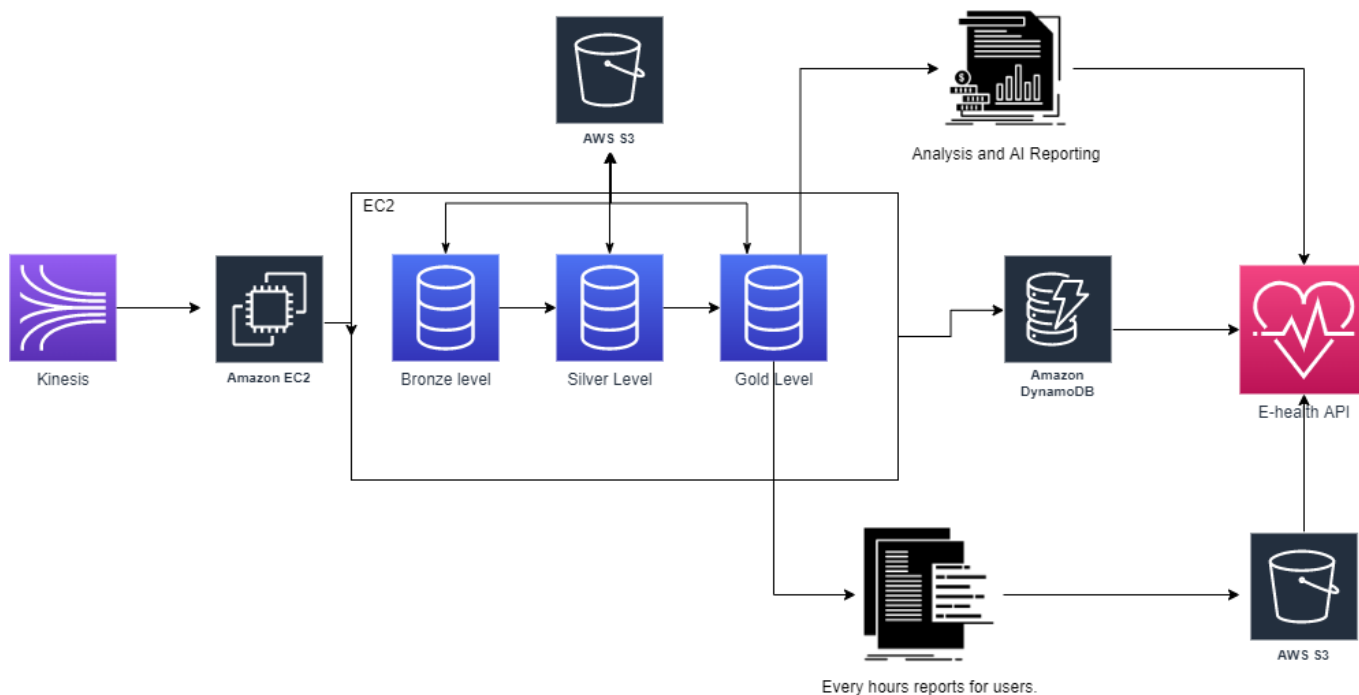 AWS S3
Analysis and AI Reporting
EC2
Kinesis
Amazon EC2
Bronze level
Silver Level
Gold Level
Amazon
DynamoDB
E-health API
$
AWS S3
Every hours reports for users.